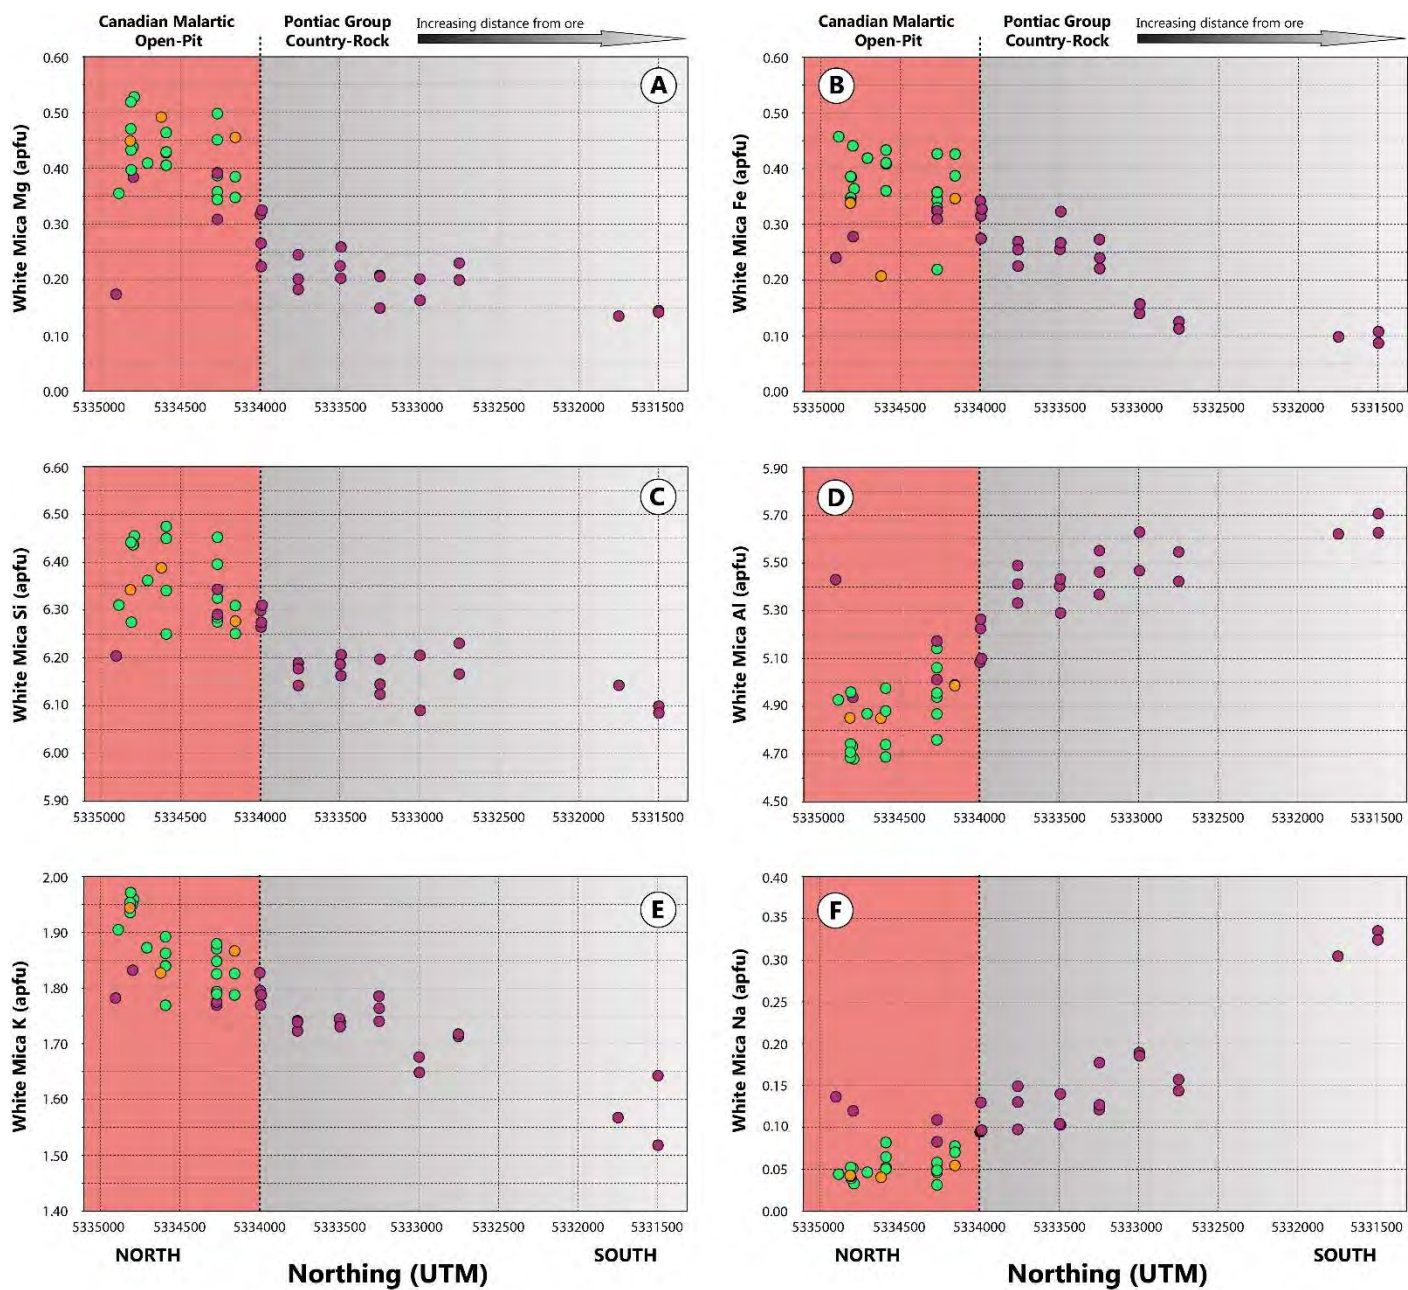 Canadian Malartic
Open-Pit
Pontiac Group
Country-Rock
Increasing distance from ore
Canadian Malartic
Open-Pit
Pontiac Group
Country-Rock
Increasing distance from ore
White Mica Mg (apfu)
0.60
0.50
0.40
0.30
0.20
0.10
0.00
A
5335000 5334500 5334000 5333500 5333000 5332500 5332000 5331500
White Mica Fe (apfu)
0.60
0.50
0.40
0.30
0.20
0.10
0.00
B
5335000 5334500 5334000 5333500 5333000 5332500 5332000 5331500
White Mica Si (apfu)
6.60
6.50
6.40
6.30
6.20
6.10
6.00
5.90
C
5335000 5334500 5334000 5333500 5333000 5332500 5332000 5331500
White Mica Al (apfu)
5.90
5.70
5.50
5.30
5.10
4.90
4.70
4.50
D
5335000 5334500 5334000 5333500 5333000 5332500 5332000 5331500
White Mica K (apfu)
2.00
1.90
1.80
1.70
1.60
1.50
1.40
E
5335000 5334500 5334000 5333500 5333000 5332500 5332000 5331500
NORTH
SOUTH
Northing (UTM)
White Mica Na (apfu)
0.40
0.35
0.30
0.25
0.20
0.15
0.10
0.05
0.00
F
5335000 5334500 5334000 5333500 5333000 5332500 5332000 5331500
NORTH
SOUTH
Northing (UTM)